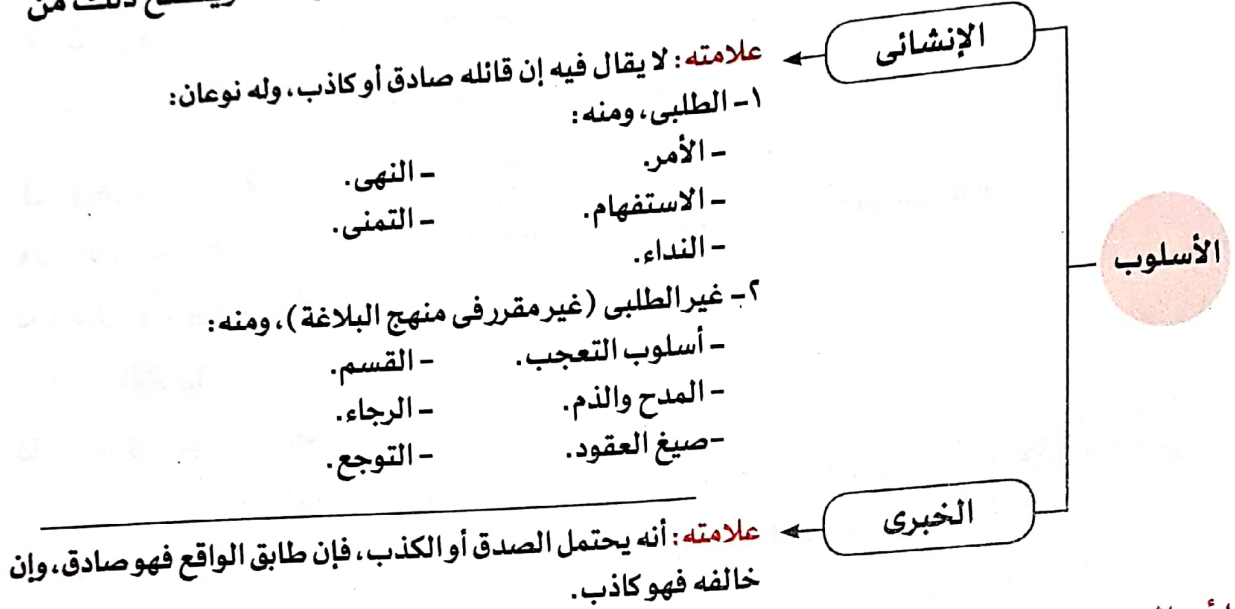 ذلك من
الأسلوب
الإنشائى
علامته: لا يقال فيه إن قائله صادق أو كاذب، وله نوعان:
١- الطلبى، ومنه:
- الأمر. - النهى.
- الاستفهام. - التمنى.
- النداء.
٢- غير الطلبى (غير مقرر فى منهج البلاغة)، ومنه:
- أسلوب التعجب. - القسم.
- المدح والذم. - الرجاء.
-صيغ العقود. - التوجع.
الخبرى
علامته: أنه يحتمل الصدق أو الكذب، فإن طابق الواقع فهو صادق، وإن
خالفه فهو كاذب.